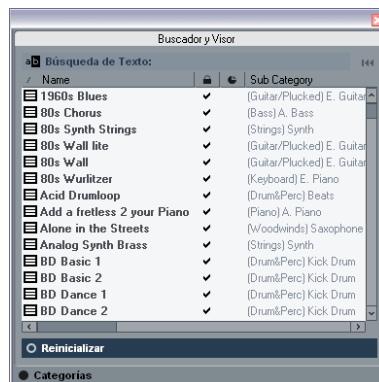 Buscador y Visor
Búsqueda de Texto:
Name Sub Category
1960s Blues (Guitar/Plucked) E. Guitar
80s Chorus (Bass) A. Bass
80s Synth Strings (Strings) Synth
80s Wall lite (Guitar/Plucked) E. Guitar
80s Wall (Guitar/Plucked) E. Guitar
80s Wurlitzer (Keyboard) E. Piano
Acid Drumloop (Drum&Perc) Beats
Add a fretless 2 your Piano (Piano) A. Piano
Alone in the Streets (Woodwinds) Saxophone
Analog Synth Brass (Strings) Synth
BD Basic 1 (Drum&Perc) Kick Drum
BD Basic 2 (Drum&Perc) Kick Drum
BD Dance 1 (Drum&Perc) Kick Drum
BD Dance 2 (Drum&Perc) Kick Drum
Reinicializar
Categorías